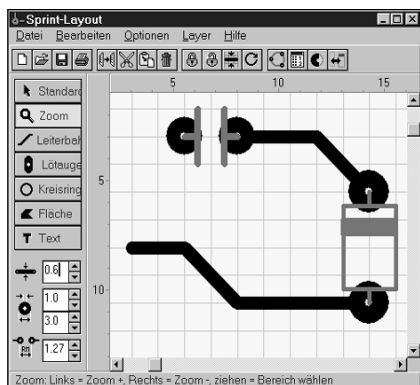 Sprint-Layout
Datei Bearbeiten Optionen Layer Hilfe
5 10 15
Standard
Zoom
Leiterbah
Lötauge
Kreisring
Fläche
Text
5
10
0.6
1.0
3.0
RM
1.27
Zoom: Links = Zoom +, Rechts = Zoom -, ziehen = Bereich wählen